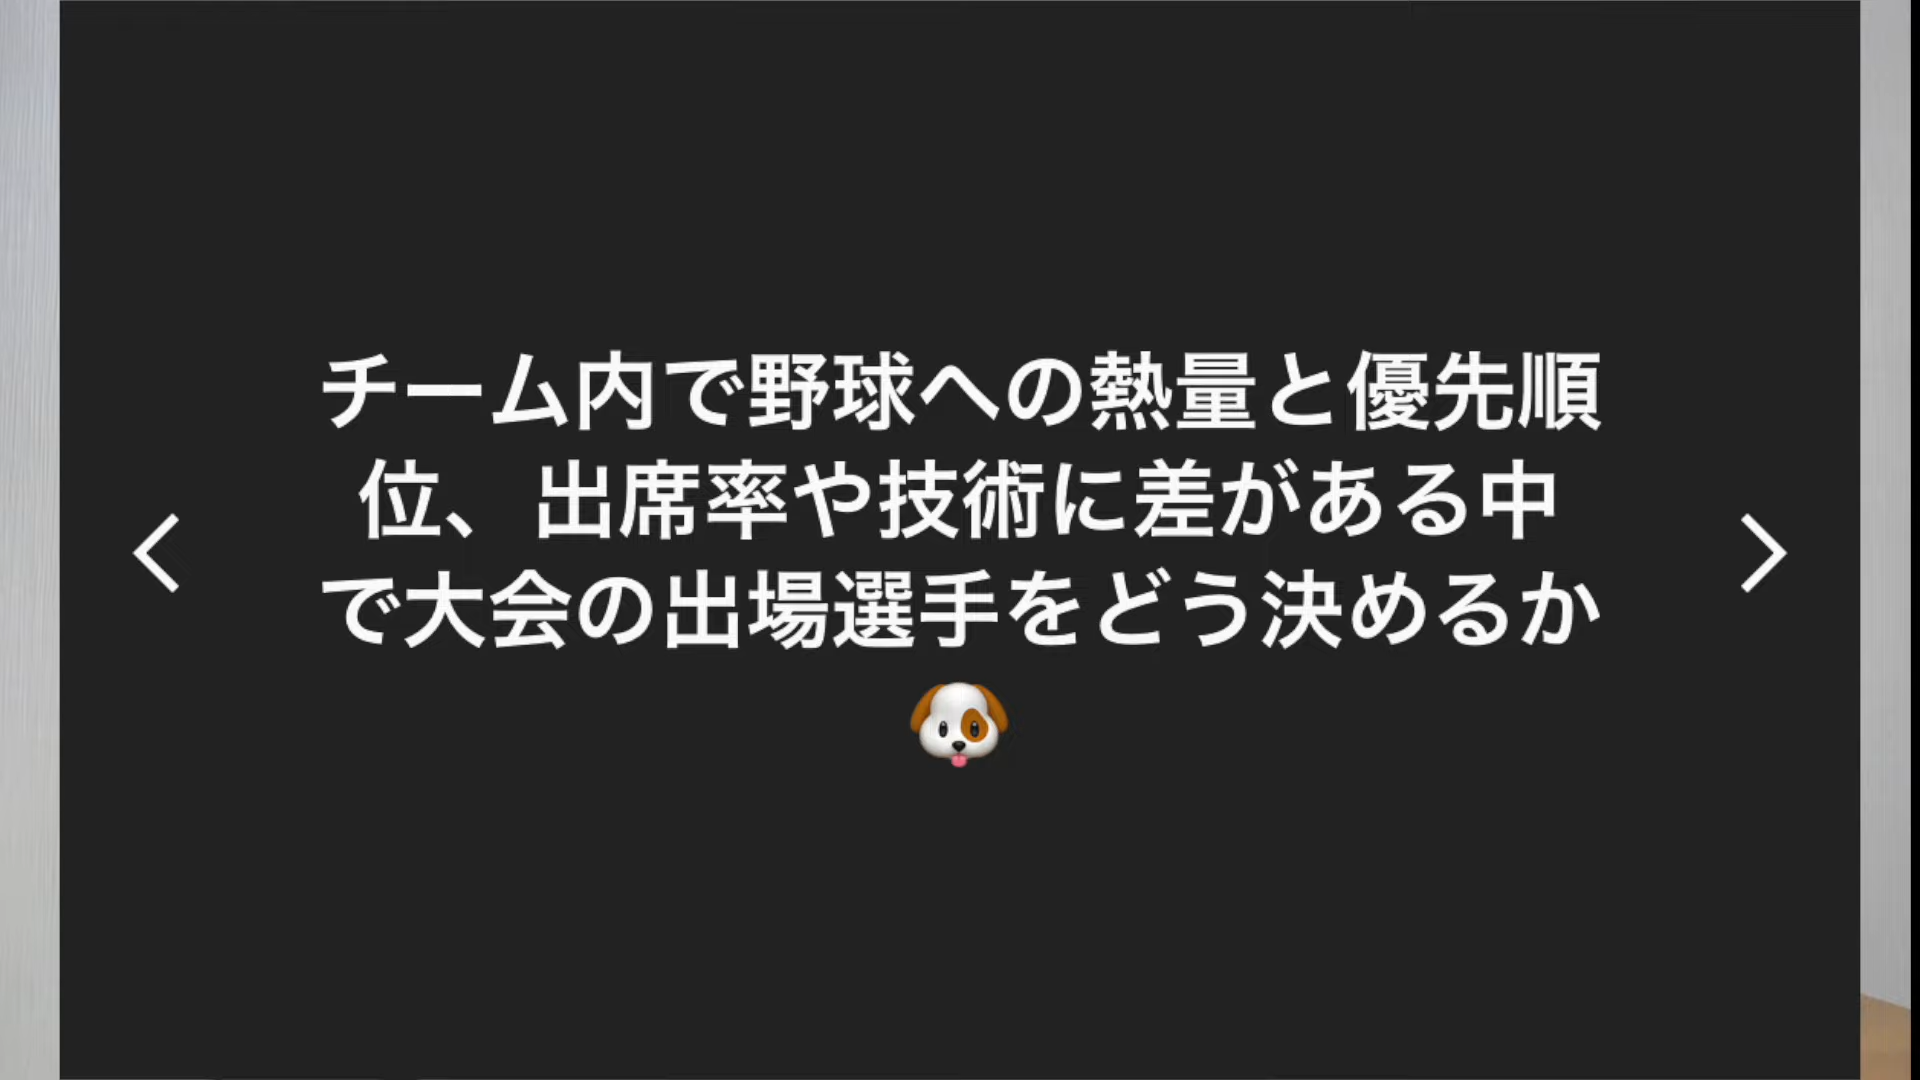 チーム内で野球への熱量と優先順
位、出席率や技術に差がある中
で大会の出場選手をどう決めるか
🐶